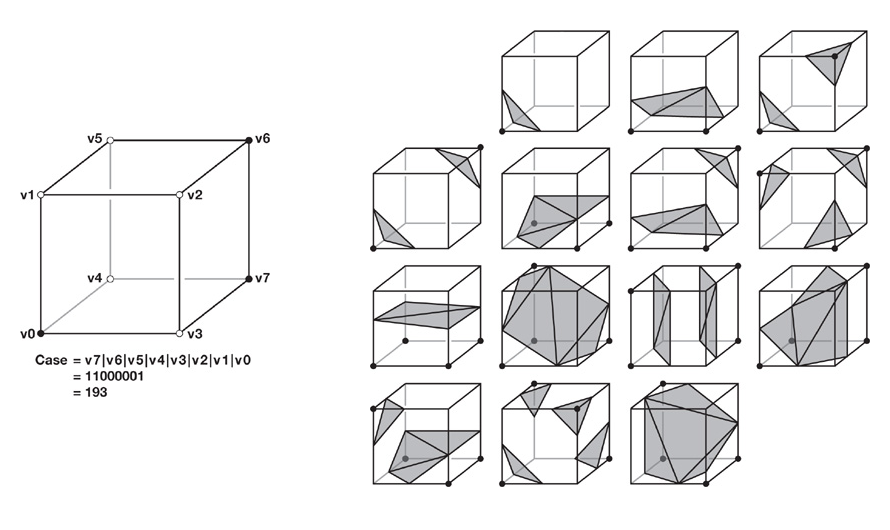 v5
v6
v1
v2
v4
v7
v0
v3
Case = v7|v6|v5|v4|v3|v2|v1|v0
= 11000001
= 193